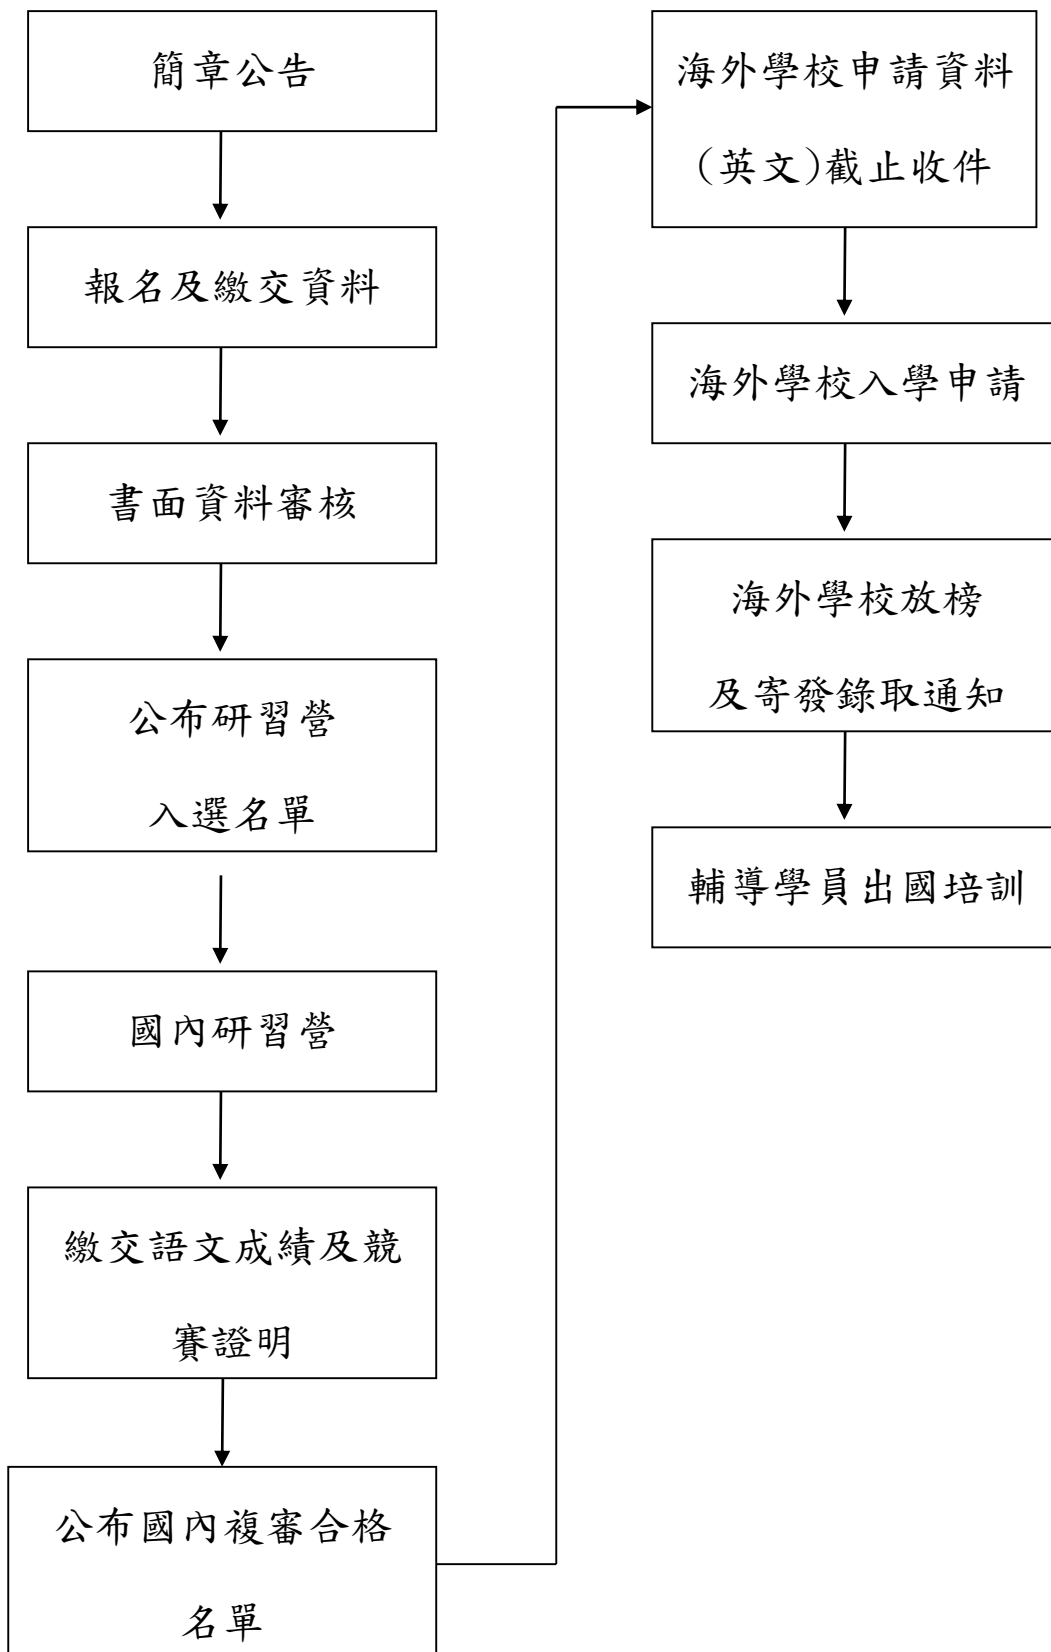 簡章公告
報名及繳交資料
書面資料審核
公布研習營
入選名單
國內研習營
繳交語文成績及競
賽證明
公布國內複審合格
名單
海外學校申請資料
(英文)截止收件
海外學校入學申請
海外學校放榜
及寄發錄取通知
輔導學員出國培訓